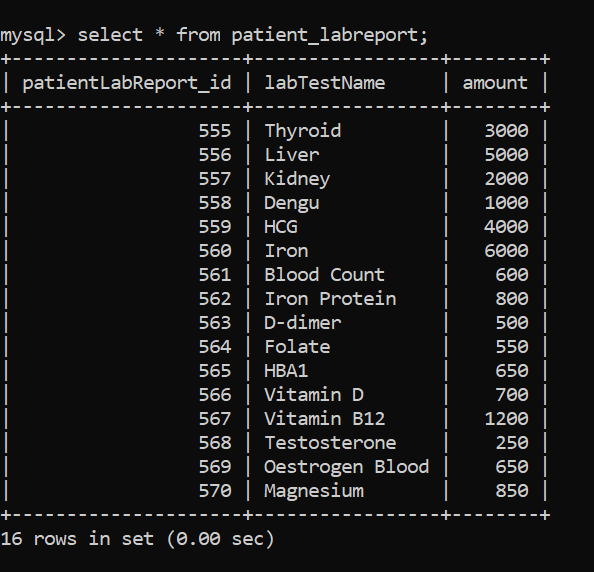 mysql> select * from patient_labreport;
+---------------------+-----------------+--------+
| patientLabReport_id | labTestName     | amount |
+---------------------+-----------------+--------+
|                 555 | Thyroid         |   3000 |
|                 556 | Liver           |   5000 |
|                 557 | Kidney          |   2000 |
|                 558 | Dengu           |   1000 |
|                 559 | HCG             |   4000 |
|                 560 | Iron            |   6000 |
|                 561 | Blood Count     |    600 |
|                 562 | Iron Protein    |    800 |
|                 563 | D-dimer         |    500 |
|                 564 | Folate          |    550 |
|                 565 | HBA1            |    650 |
|                 566 | Vitamin D       |    700 |
|                 567 | Vitamin B12     |   1200 |
|                 568 | Testosterone    |    250 |
|                 569 | Oestrogen Blood |    650 |
|                 570 | Magnesium       |    850 |
+---------------------+-----------------+--------+
16 rows in set (0.00 sec)